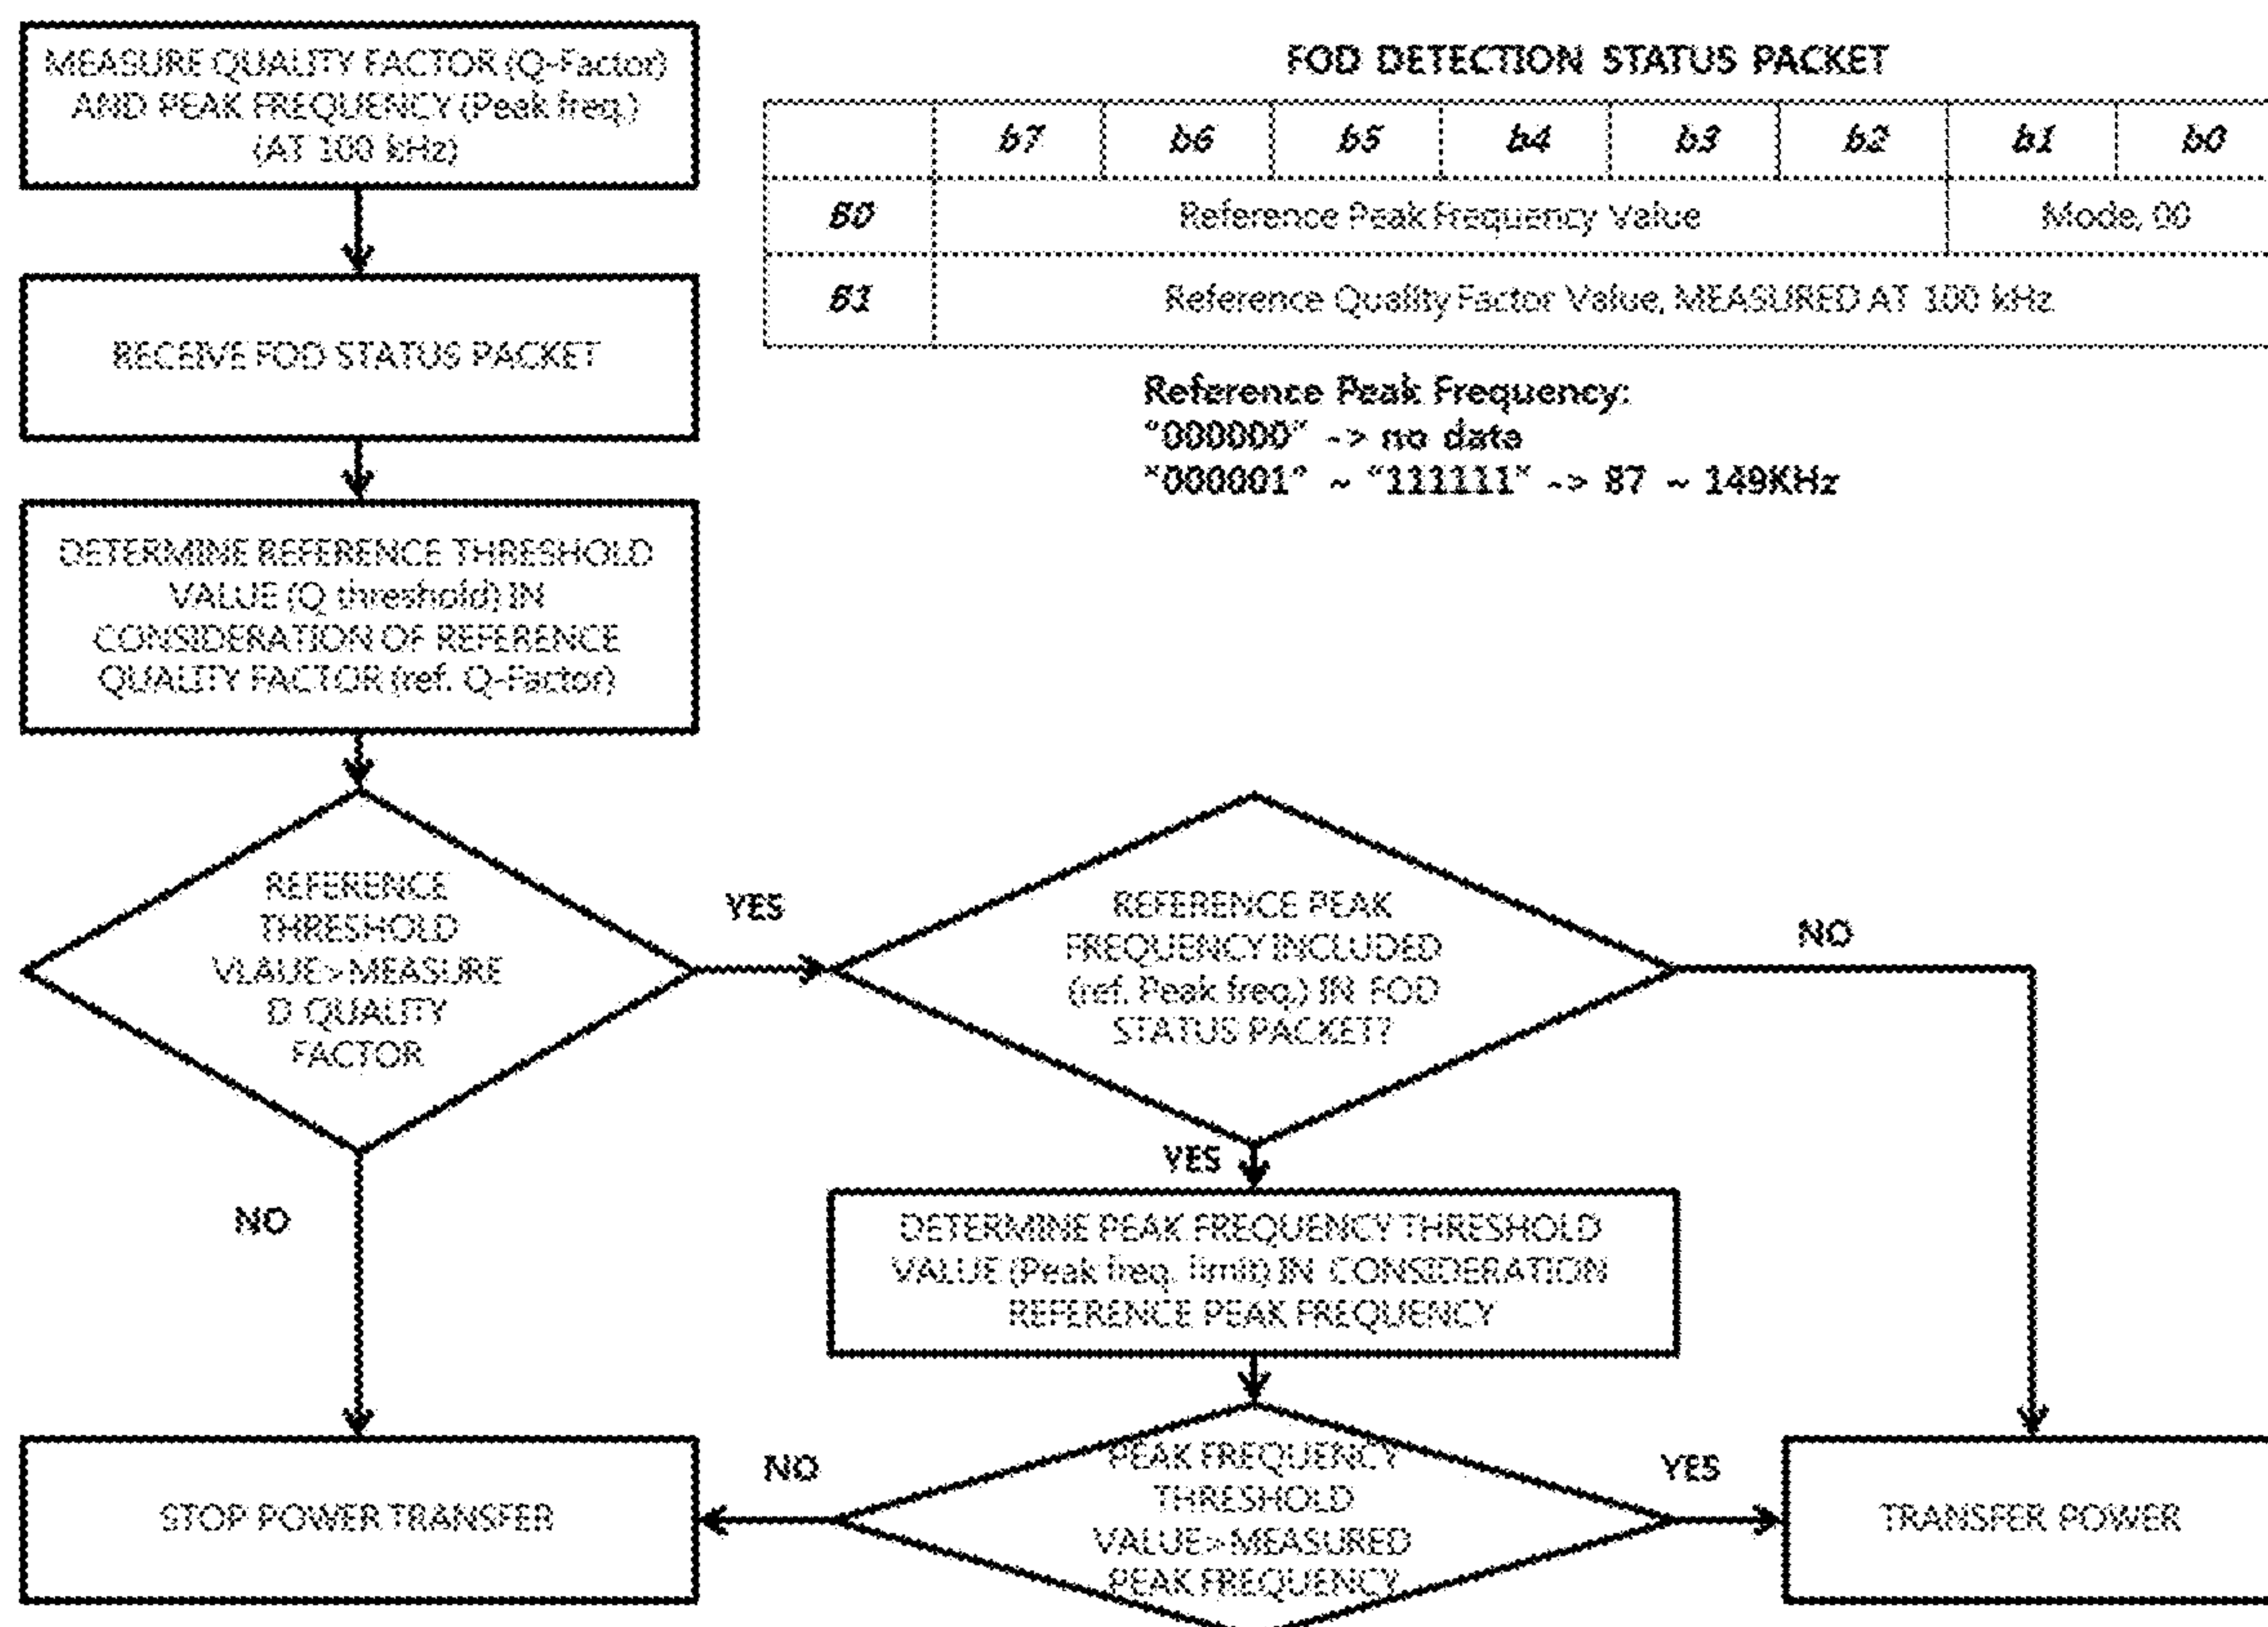 MEASURE QUALITY FACTOR (Q-Factor)
AND PEAK FREQUENCY (Peak freq.)
(AT 100 kHz)
RECEIVE FOD STATUS PACKET
DETERMINE REFERENCE THRESHOLD
VALUE (Q threshold) IN
CONSIDERATION OF REFERENCE
QUALITY FACTOR (ref. Q-Factor)
FOD DETECTION STATUS PACKET
b7 b6 b5 b4 b3 b2 b1 b0
B0 Reference Peak Frequency Value Mode, 00
B1 Reference Quality Factor Value, MEASURED AT 100 kHz
Reference Peak Frequency:
"000000" -> no data
"000001" ~ "111111" -> 87 ~ 149KHz
REFERENCE
THRESHOLD
VLAUE>MEASURE
D QUALITY
FACTOR
YES
NO
REFERENCE PEAK
FREQUENCY INCLUDED
(ref. Peak freq.) IN FOD
STATUS PACKET?
NO
YES
DETERMINE PEAK FREQUENCY THRESHOLD
VALUE (Peak freq. limit) IN CONSIDERATION
REFERENCE PEAK FREQUENCY
STOP POWER TRANSFER
NO
PEAK FREQUENCY
THRESHOLD
VALUE>MEASURED
PEAK FREQUENCY
YES
TRANSFER POWER